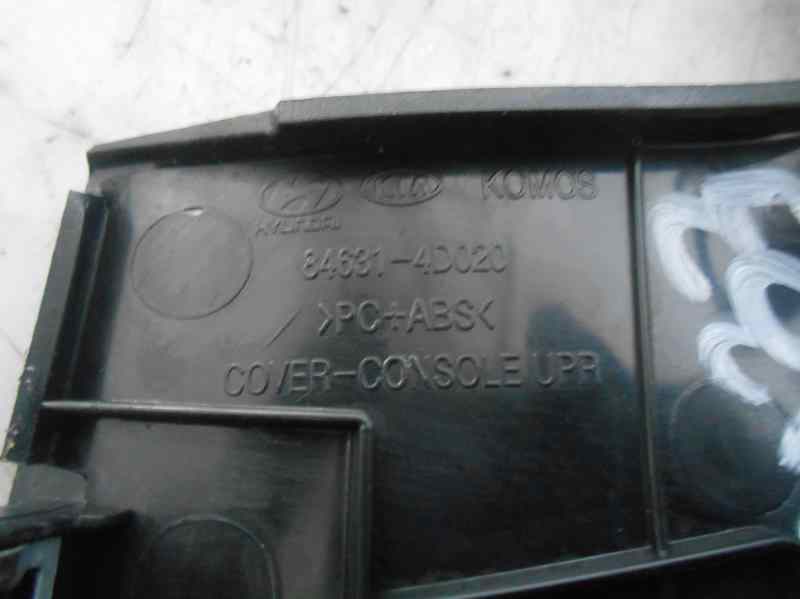 HYUNDAI KIA KOMOS
84631-4D020
>PC+ABS<
COVER-CONSOLE UPR